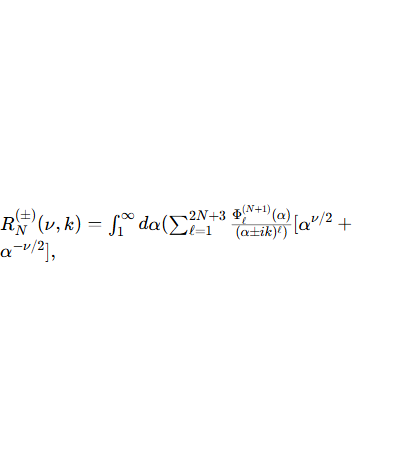 $R_N^{(\pm)}(\nu, k) = \int_1^\infty d\alpha (\sum_{\ell=1}^{2N+3} \frac{\Phi_\ell^{(N+1)}(\alpha)}{(\alpha \pm ik)^\ell)} [\alpha^{\nu/2} +$
$\alpha^{-\nu/2}],$